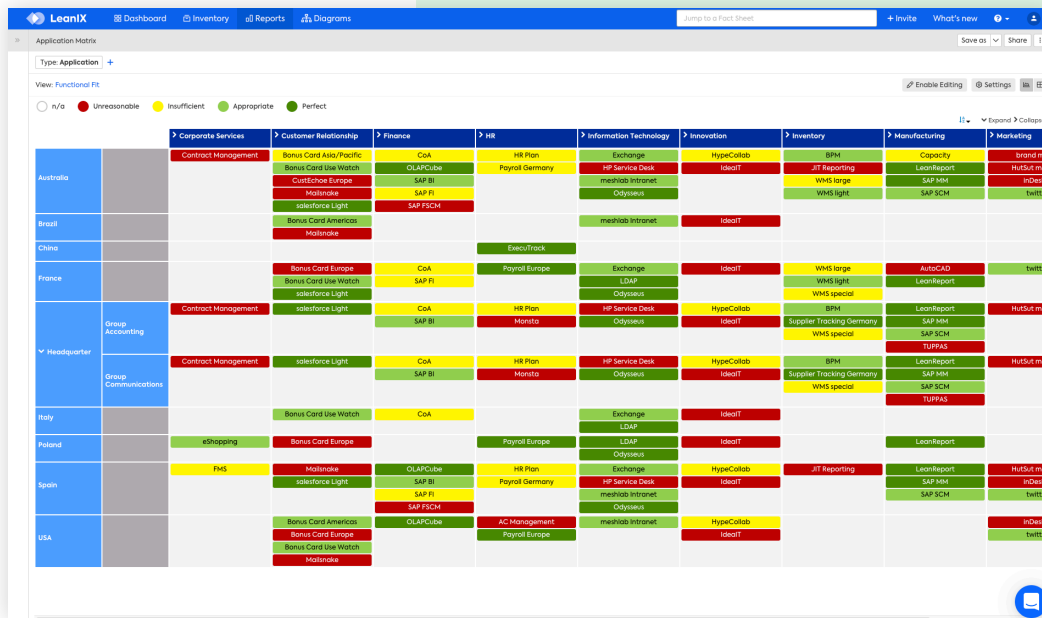 LeanIX Dashboard Inventory Reports Diagrams Jump to a Fact Sheet + Invite What's new
Application Matrix Save as Share
Type: Application +
View: Functional Fit Enable Editing Settings
n/a Unreasonable Insufficient Appropriate Perfect
Expand Collaps
Corporate Services Customer Relationship Finance HR Information Technology Innovation Inventory Manufacturing Marketing
Australia
Contract Management Bonus Card Asia/Pacific CoA HR Plan Exchange HypeCollab BPM Capacity brand m
Bonus Card Use Watch OLAPCube Payroll Germany HP Service Desk IdeaIT JIT Reporting LeanReport HutSut m
CustEchoe Europe SAP BI meshlab Intranet WMS large SAP MM inDes
Mailsnake SAP FI Odysseus WMS light SAP SCM twitt
salesforce Light SAP FSCM
Brazil
Bonus Card Americas meshlab Intranet IdeaIT
Mailsnake
China
ExecuTrack
France
Bonus Card Europe CoA Payroll Europe Exchange IdeaIT WMS large AutoCAD twitt
Bonus Card Use Watch SAP FI LDAP WMS light LeanReport
salesforce Light Odysseus WMS special
Headquarter
Group Accounting
Contract Management salesforce Light CoA HR Plan HP Service Desk HypeCollab BPM LeanReport HutSut m
SAP BI Monsta Odysseus IdeaIT Supplier Tracking Germany SAP MM
WMS special SAP SCM
TUPPAS
Group Communications
Contract Management salesforce Light CoA HR Plan HP Service Desk HypeCollab BPM LeanReport HutSut m
SAP BI Monsta Odysseus IdeaIT Supplier Tracking Germany SAP MM
WMS special SAP SCM
TUPPAS
Italy
Bonus Card Use Watch CoA Exchange IdeaIT
LDAP
Poland
eShopping Bonus Card Europe Payroll Europe LDAP IdeaIT LeanReport
Odysseus
Spain
FMS Mailsnake OLAPCube HR Plan Exchange HypeCollab JIT Reporting LeanReport HutSut m
salesforce Light SAP BI Payroll Germany HP Service Desk IdeaIT SAP MM inDes
SAP FI meshlab Intranet SAP SCM twitt
SAP FSCM Odysseus
USA
Bonus Card Americas OLAPCube AC Management meshlab Intranet HypeCollab inDes
Bonus Card Europe Payroll Europe IdeaIT twitt
Bonus Card Use Watch
Mailsnake